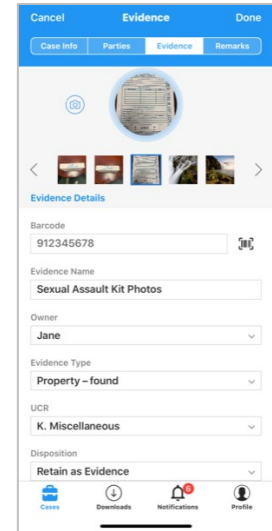 Cancel Evidence Done
Case Info Parties Evidence Remarks
Evidence Details
Barcode
912345678
Evidence Name
Sexual Assault Kit Photos
Owner
Jane
Evidence Type
Property – found
UCR
K. Miscellaneous
Disposition
Retain as Evidence
6
Cases Downloads Notifications Profile